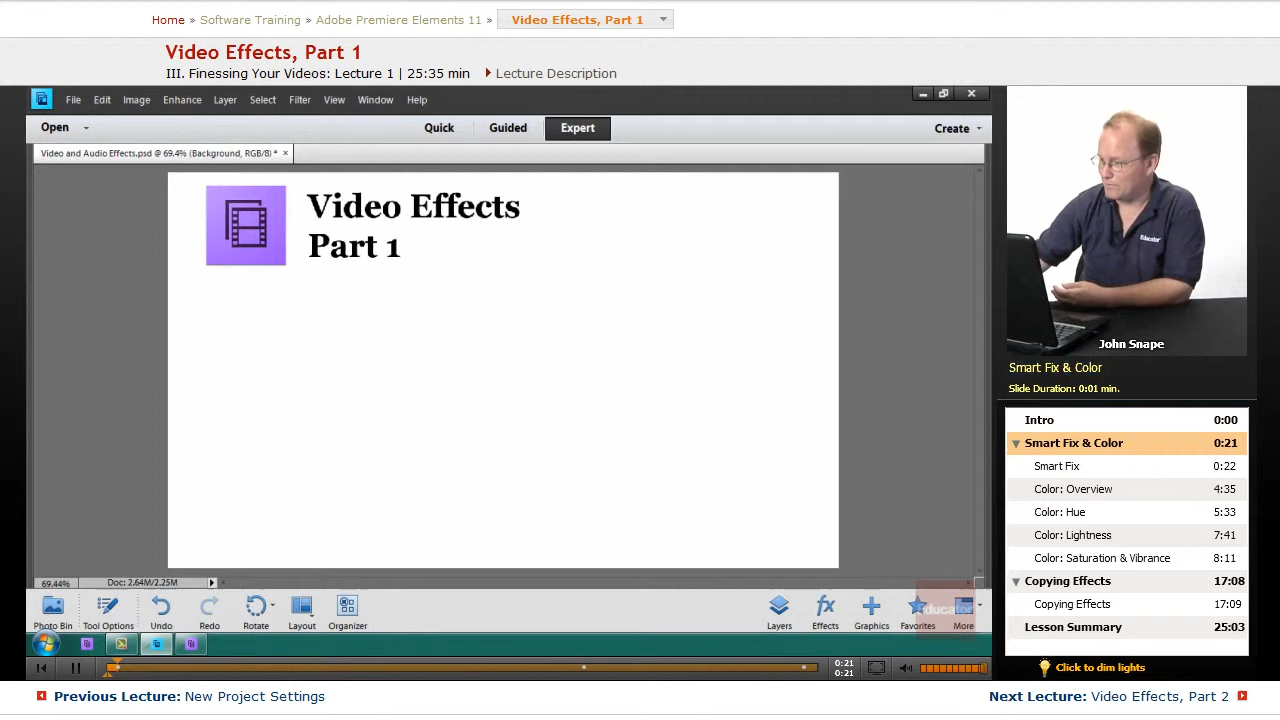 Home » Software Training » Adobe Premiere Elements 11 » Video Effects, Part 1
Video Effects, Part 1
III. Finessing Your Videos: Lecture 1 | 25:35 min Lecture Description
File Edit Image Enhance Layer Select Filter View Window Help
Open Quick Guided Expert Create
Video and Audio Effects.psd @ 69.4% (Background, RGB/8) * ×
Video Effects
Part 1
Educator
John Snape
Smart Fix & Color
Slide Duration: 0:01 min.
Intro 0:00
Smart Fix & Color 0:21
Smart Fix 0:22
Color: Overview 4:35
Color: Hue 5:33
Color: Lightness 7:41
Color: Saturation & Vibrance 8:11
Copying Effects 17:08
Copying Effects 17:09
Lesson Summary 25:03
69.44% Doc: 2.64M/2.25M
Photo Bin Tool Options Undo Redo Rotate Layout Organizer Layers Effects Graphics Favorites More
Educator
0:21
0:21
Click to dim lights
Previous Lecture: New Project Settings
Next Lecture: Video Effects, Part 2